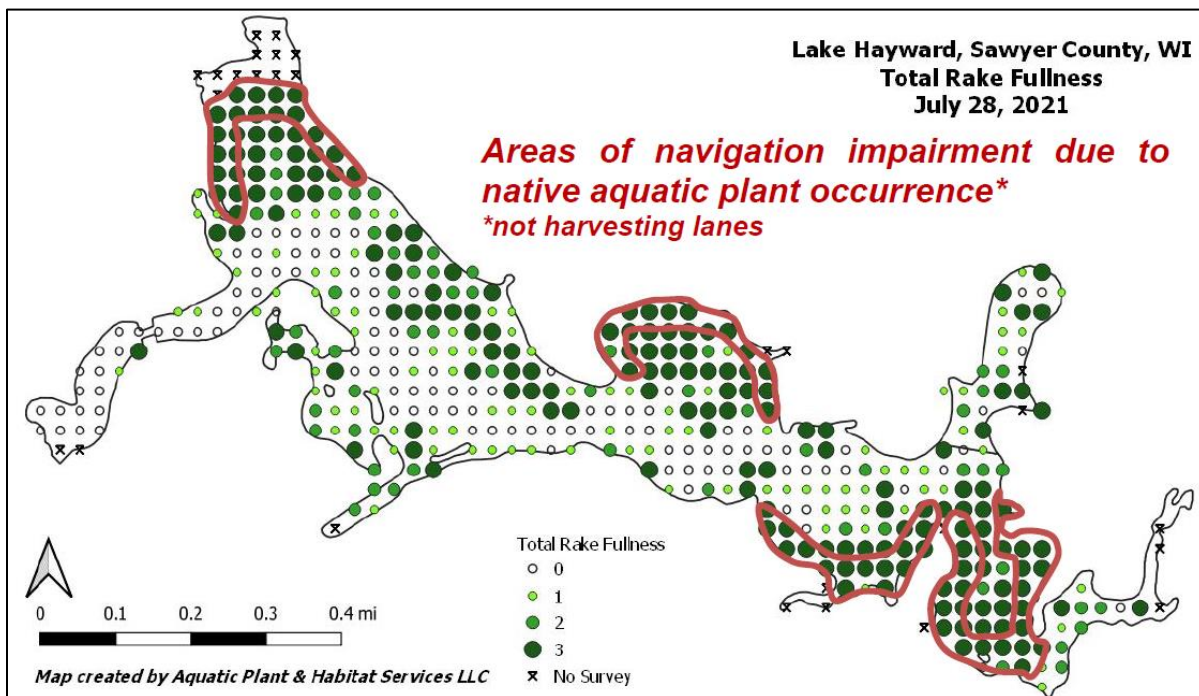 Lake Hayward, Sawyer County, WI
Total Rake Fullness
July 28, 2021
Areas of navigation impairment due to
native aquatic plant occurrence*
*not harvesting lanes
Total Rake Fullness
0
1
2
3
No Survey
0 0.1 0.2 0.3 0.4 mi
Map created by Aquatic Plant & Habitat Services LLC